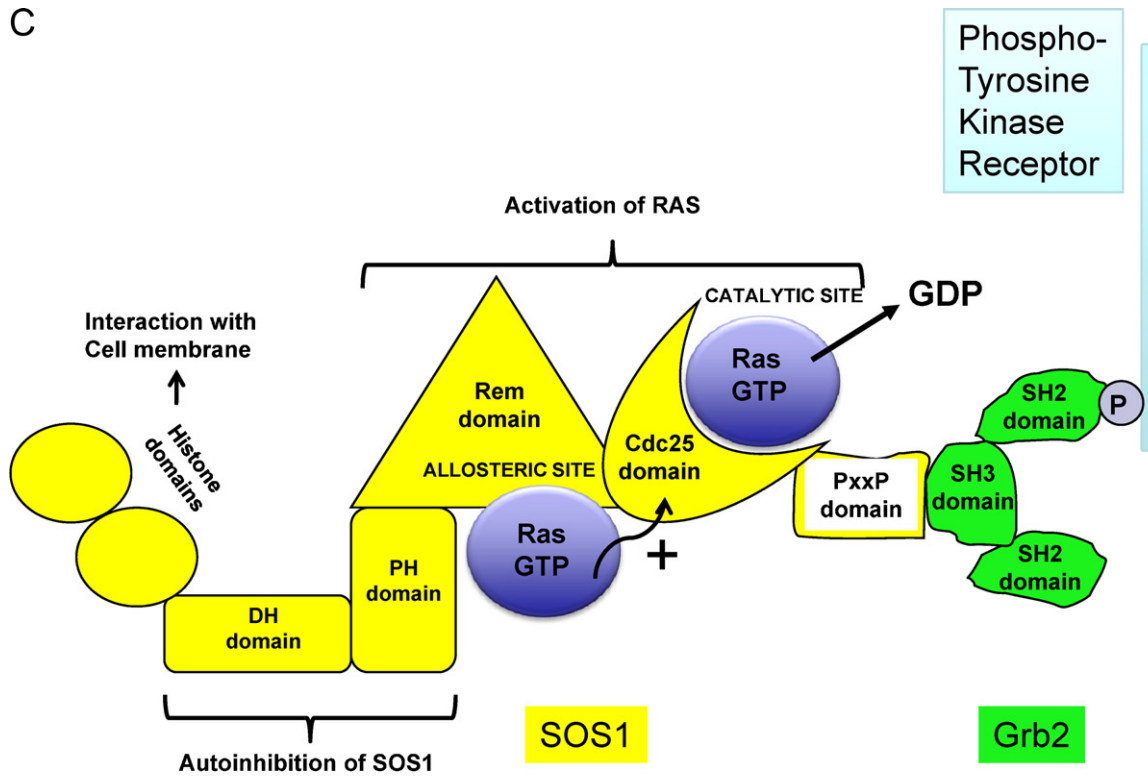 C
Phospho-
Tyrosine
Kinase
Receptor
Activation of RAS
CATALYTIC SITE
GDP
Interaction with
Cell membrane
Histone
domains
Rem
domain
ALLOSTERIC SITE
Ras
GTP
Cdc25
domain
Ras
GTP
+
PxxP
domain
SH2
domain
P
SH3
domain
SH2
domain
PH
domain
DH
domain
Autoinhibition of SOS1
SOS1
Grb2